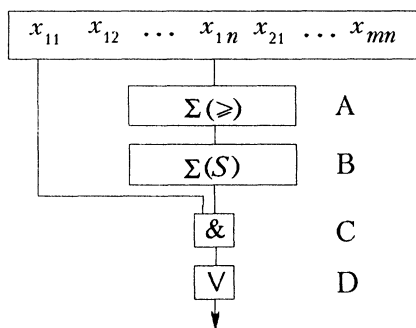 x₁₁ x₁₂ ... x₁ₙ x₂₁ ... xₘₙ
Σ(⩾) A
Σ(S) B
& C
∨ D